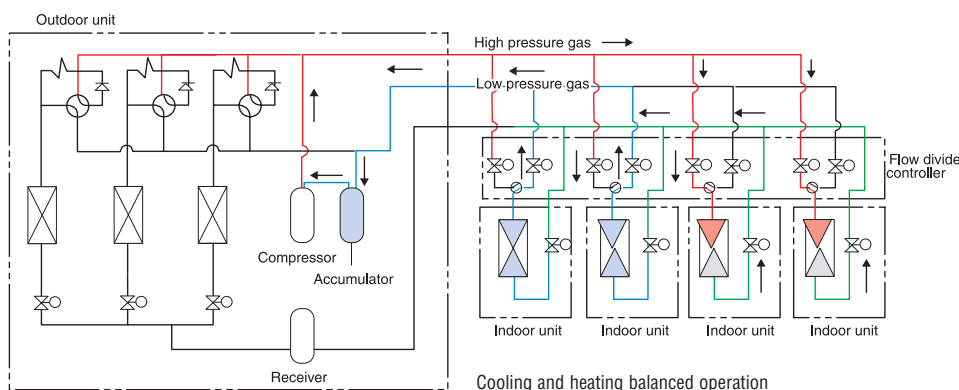 Outdoor unit
High pressure gas
Low pressure gas
Flow divide
controller
Compressor
Accumulator
Receiver
Indoor unit
Indoor unit
Indoor unit
Indoor unit
Cooling and heating balanced operation